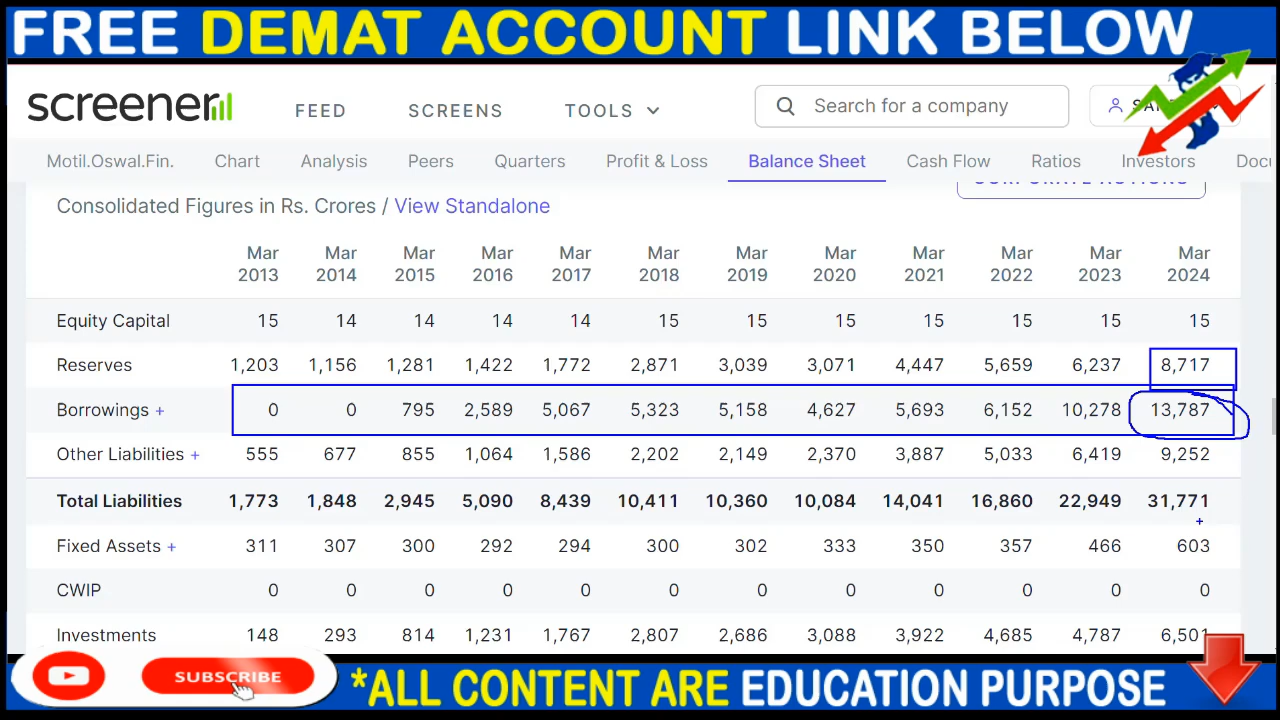 FREE DEMAT ACCOUNT LINK BELOW
screener FEED SCREENS TOOLS Search for a company
Motil.Oswal.Fin. Chart Analysis Peers Quarters Profit & Loss Balance Sheet Cash Flow Ratios Investors Docu
CORPORATE ACTIONS
Consolidated Figures in Rs. Crores / View Standalone
Mar 2013 Mar 2014 Mar 2015 Mar 2016 Mar 2017 Mar 2018 Mar 2019 Mar 2020 Mar 2021 Mar 2022 Mar 2023 Mar 2024
Equity Capital 15 14 14 14 14 15 15 15 15 15 15 15
Reserves 1,203 1,156 1,281 1,422 1,772 2,871 3,039 3,071 4,447 5,659 6,237 8,717
Borrowings + 0 0 795 2,589 5,067 5,323 5,158 4,627 5,693 6,152 10,278 13,787
Other Liabilities + 555 677 855 1,064 1,586 2,202 2,149 2,370 3,887 5,033 6,419 9,252
Total Liabilities 1,773 1,848 2,945 5,090 8,439 10,411 10,360 10,084 14,041 16,860 22,949 31,771
Fixed Assets + 311 307 300 292 294 300 302 333 350 357 466 603
CWIP 0 0 0 0 0 0 0 0 0 0 0 0
Investments 148 293 814 1,231 1,767 2,807 2,686 3,088 3,922 4,685 4,787 6,501
SUBSCRIBE *ALL CONTENT ARE EDUCATION PURPOSE